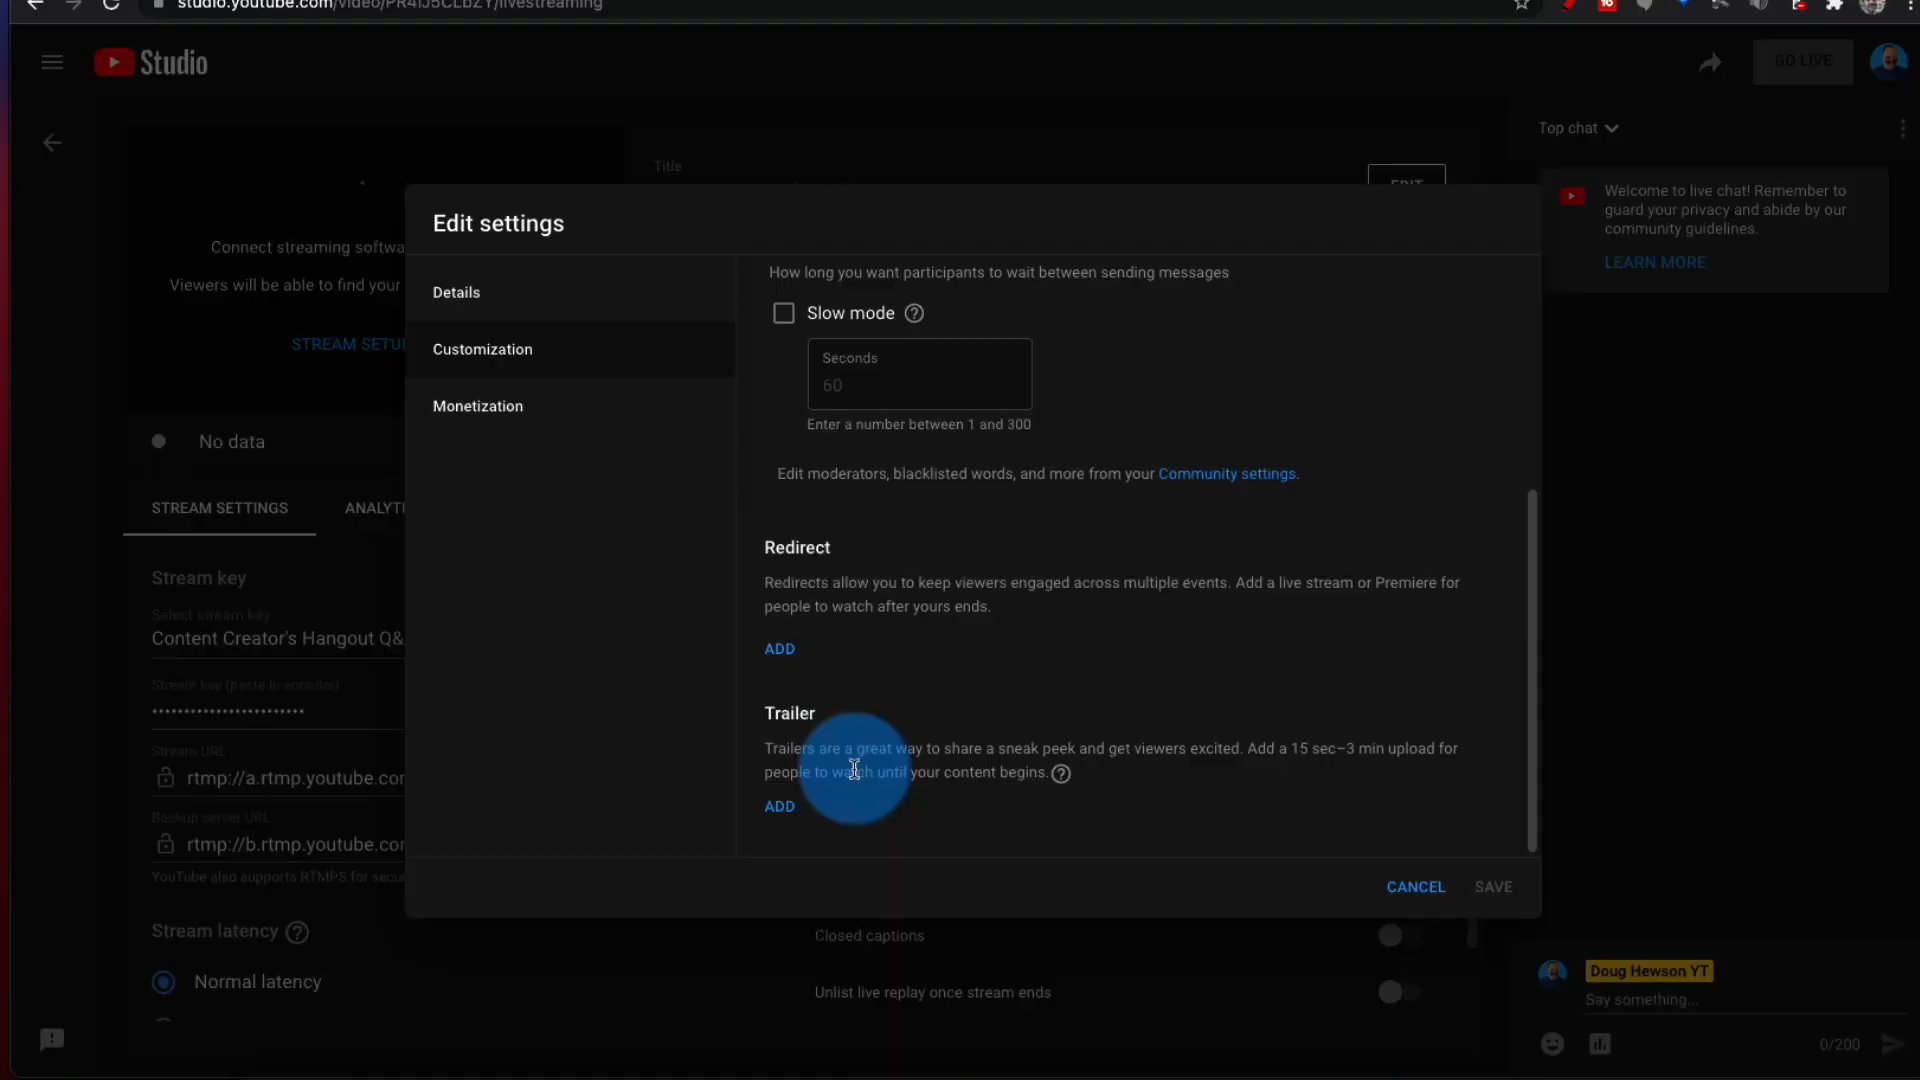 studio.youtube.com/video/PR4IJ5CLbZY/livestreaming
Studio
GO LIVE
Top chat
Title
EDIT
Welcome to live chat! Remember to
guard your privacy and abide by our
community guidelines.
LEARN MORE
Connect streaming softwa
Viewers will be able to find your
STREAM SETU
No data
STREAM SETTINGS
ANALYTI
Stream key
Select stream key
Content Creator's Hangout Q&
Stream key (paste in encoder)
••••••••••••••••••••••••
Stream URL
rtmp://a.rtmp.youtube.cor
Backup server URL
rtmp://b.rtmp.youtube.cor
YouTube also supports RTMPS for secu
Stream latency
Normal latency
Edit settings
Details
Customization
Monetization
How long you want participants to wait between sending messages
Slow mode
Seconds
60
Enter a number between 1 and 300
Edit moderators, blacklisted words, and more from your Community settings.
Redirect
Redirects allow you to keep viewers engaged across multiple events. Add a live stream or Premiere for
people to watch after yours ends.
ADD
Trailer
Trailers are a great way to share a sneak peek and get viewers excited. Add a 15 sec–3 min upload for
people to watch until your content begins.
ADD
CANCEL
SAVE
Closed captions
Unlist live replay once stream ends
Doug Hewson YT
Say something...
0/200